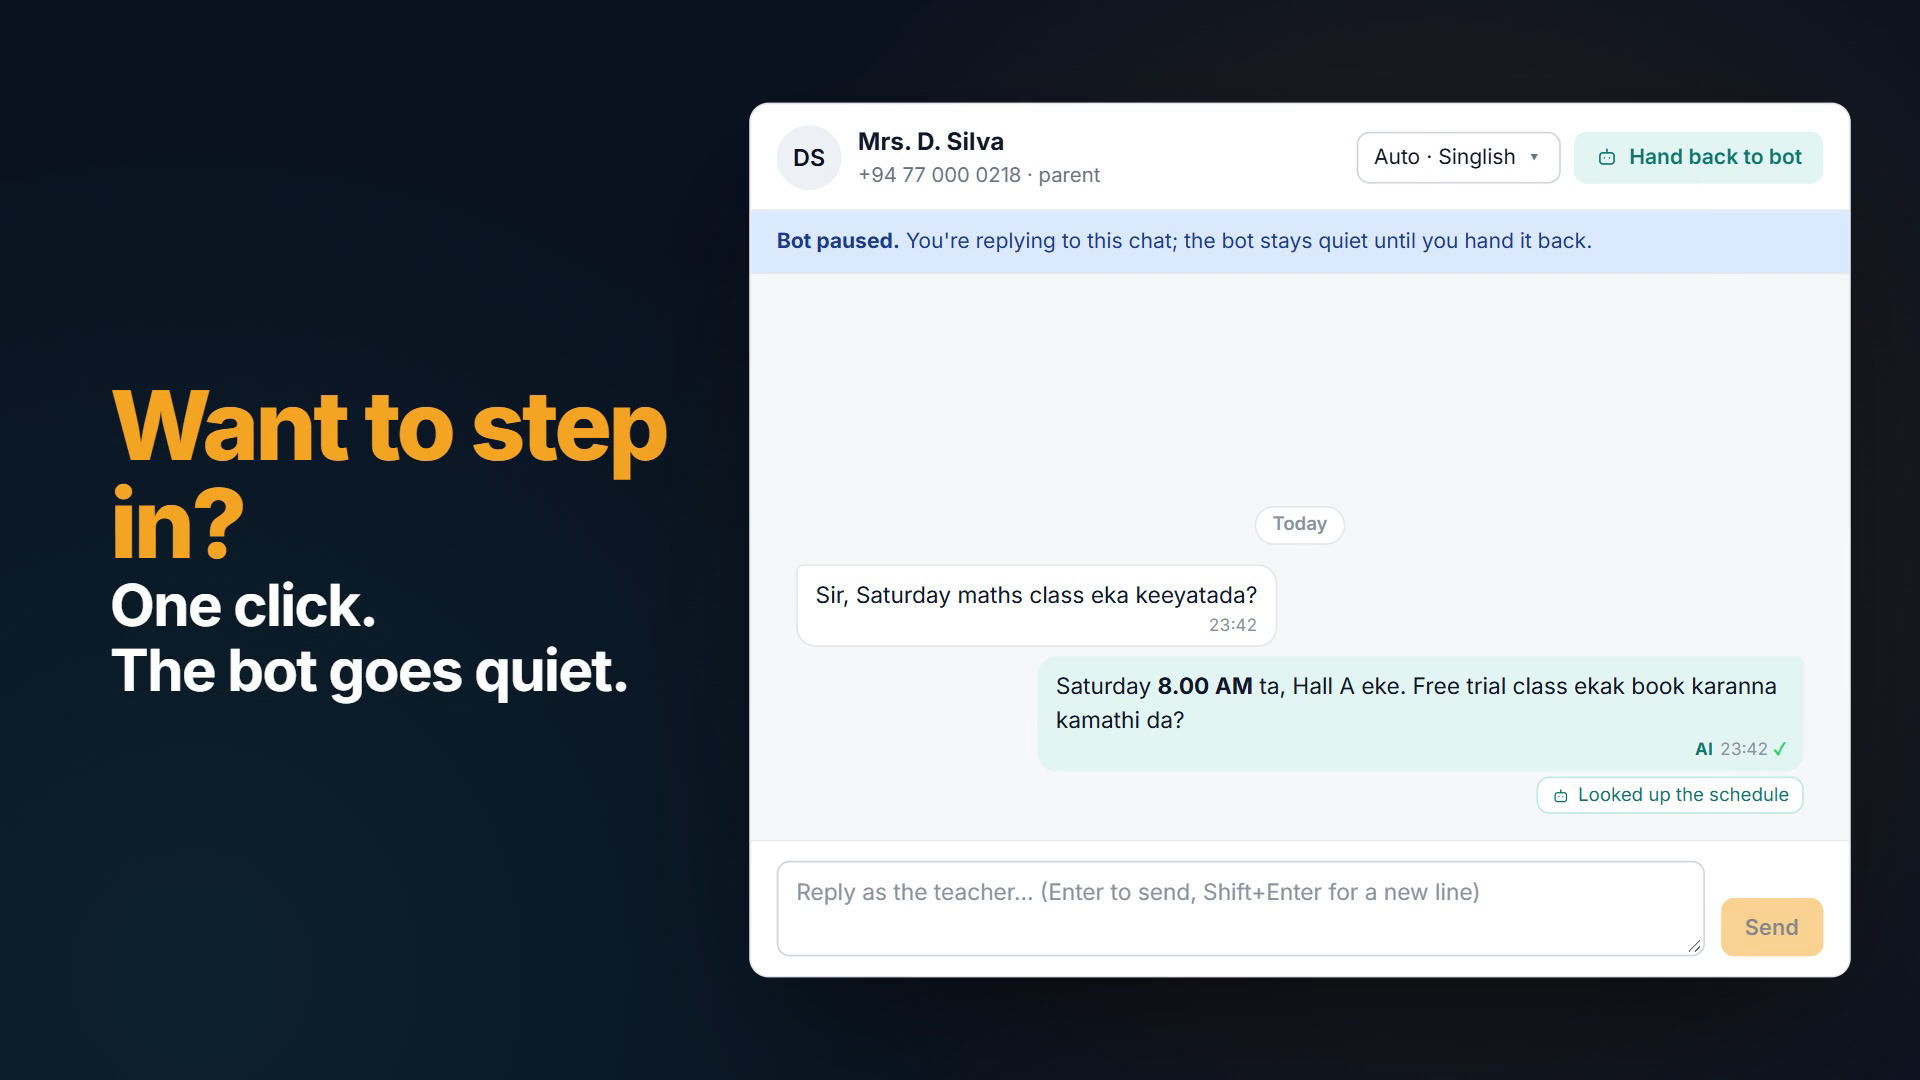 Want to step
in?
One click.
The bot goes quiet.
DS
Mrs. D. Silva
+94 77 000 0218 · parent
Auto · Singlish
Hand back to bot
Bot paused. You're replying to this chat; the bot stays quiet until you hand it back.
Today
Sir, Saturday maths class eka keeyatada?
23:42
Saturday 8.00 AM ta, Hall A eke. Free trial class ekak book karanna
kamathi da?
AI 23:42 ✓
Looked up the schedule
Reply as the teacher... (Enter to send, Shift+Enter for a new line)
Send